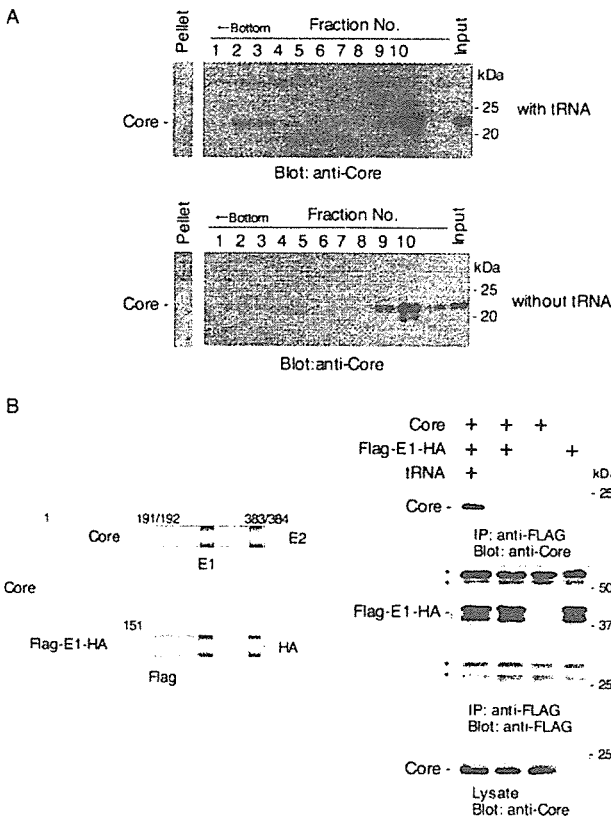 A
Pellet
←Bottom Fraction No.
Input
1 2 3 4 5 6 7 8 9 10
kDa
Core -
- 25
- 20
with tRNA
Blot: anti-Core
Pellet
←Bottom Fraction No.
Input
1 2 3 4 5 6 7 8 9 10
kDa
Core -
- 25
- 20
without tRNA
Blot:anti-Core
B
Core + + +
Flag-E1-HA + + +
tRNA +
kDa
- 25
Core -
IP: anti-FLAG
Blot: anti-Core
1 191/192 383/384
Core
E2
E1
Core
151
Flag-E1-HA
HA
Flag
- 50
Flag-E1-HA -
- 37
- 25
IP: anti-FLAG
Blot: anti-FLAG
- 25
Core -
Lysate
Blot: anti-Core